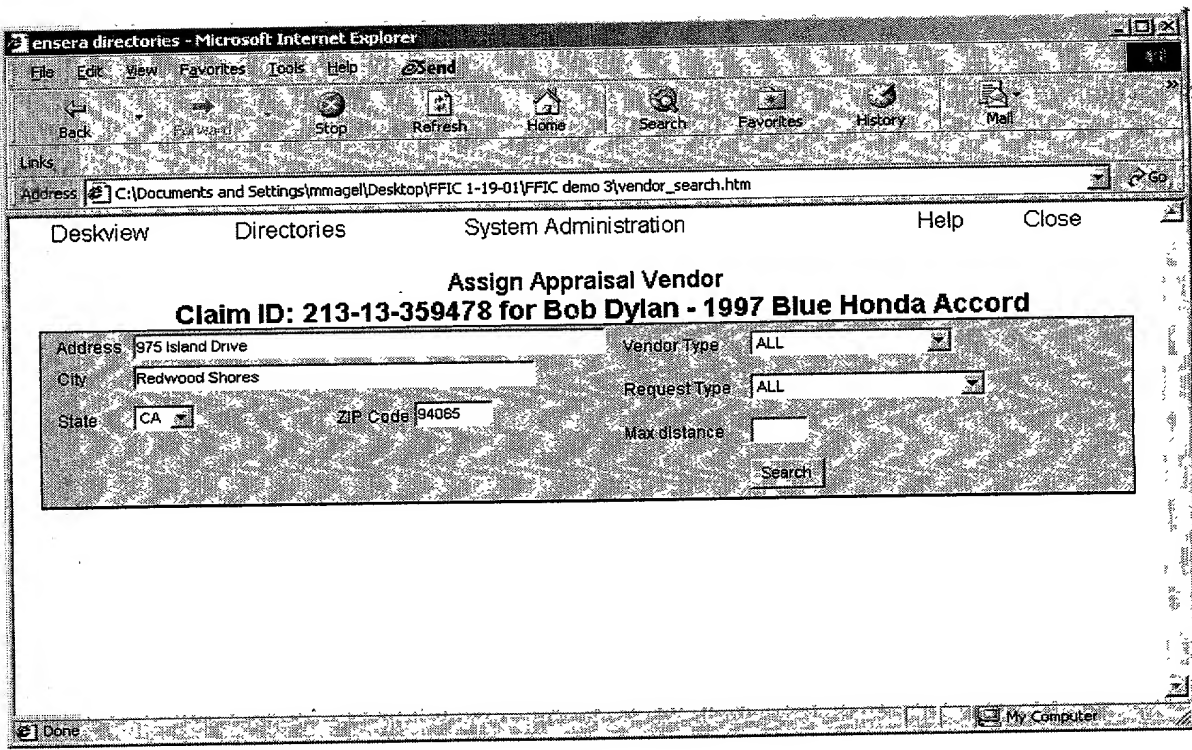 ensera directories - Microsoft Internet Explorer
File Edit View Favorites Tools Help Send
Back Forward Stop Refresh Home Search Favorites History Mail
Links
Address C:\Documents and Settings\mmagel\Desktop\FFIC 1-19-01\FFIC demo 3\vendor_search.htm Go
Deskview Directories System Administration Help Close
Assign Appraisal Vendor
Claim ID: 213-13-359478 for Bob Dylan - 1997 Blue Honda Accord
Address 975 Island Drive Vendor Type ALL
City Redwood Shores Request Type ALL
State CA ZIP Code 94065 Max distance
Search
Done My Computer